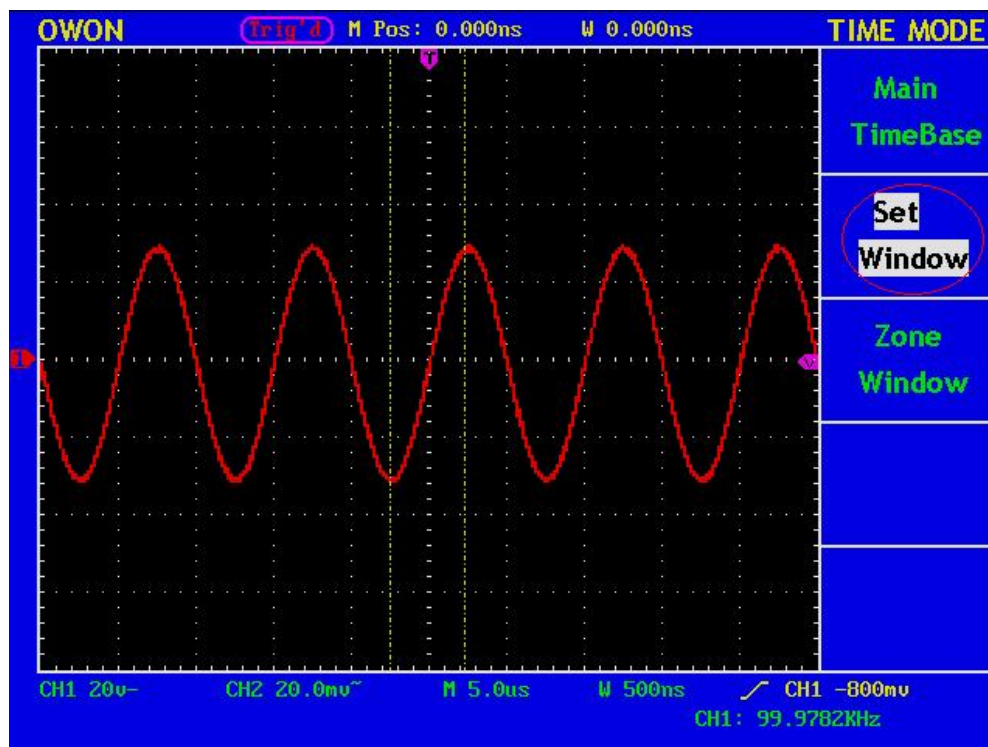 OWON Trig'd M Pos: 0.000ns W 0.000ns TIME MODE
T
Main
TimeBase
Set
Window
Zone
Window
1
CH1 20v- CH2 20.0mv~ M 5.0us W 500ns CH1 -800mv
CH1: 99.9782KHz